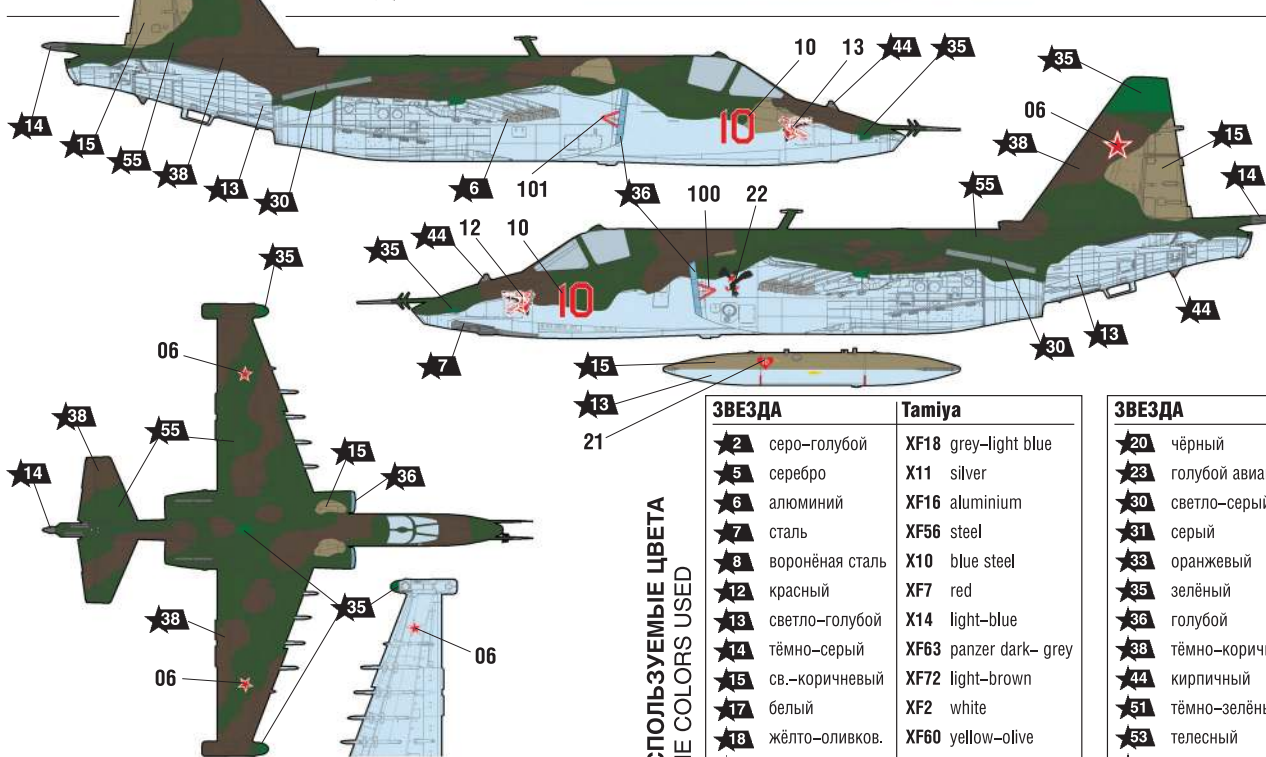 10 13 44 35
35
06
14 15 55 38 13 30 6 101 36
10
38 15 14
55
100 22
35 44 12 10
10
44
7 30 13
35
15
13
21
06
38 55 15 36
14
38 35
06 06
ИСПОЛЬЗУЕМЫЕ ЦВЕТА
THE COLORS USED
ЗВЕЗДА Tamiya
2 серо–голубой XF18 grey–light blue
5 серебро X11 silver
6 алюминий XF16 aluminium
7 сталь XF56 steel
8 воронёная сталь X10 blue steel
12 красный XF7 red
13 светло–голубой X14 light–blue
14 тёмно–серый XF63 panzer dark– grey
15 св.–коричневый XF72 light–brown
17 белый XF2 white
18 жёлто–оливков. XF60 yellow–olive
ЗВЕЗДА
20 чёрный
23 голубой авиа
30 светло–серый
31 серый
33 оранжевый
35 зелёный
36 голубой
38 тёмно–корич
44 кирпичный
51 тёмно–зелёны
53 телесный